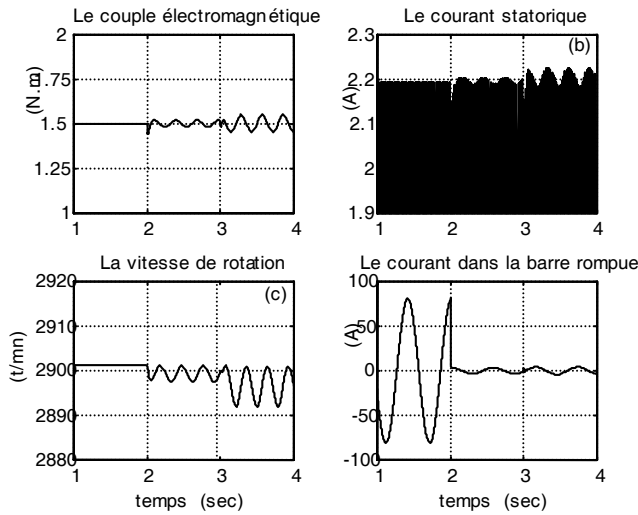 Le couple électromagnétique
2
1.75
1.5
1.25
1
(N.m)
1 2 3 4
Le courant statorique
(b)
2.3
2.2
2.1
2
1.9
(A)
1 2 3 4
La vitesse de rotation
(c)
2920
2910
2900
2890
2880
(t/mn)
1 2 3 4
temps (sec)
Le courant dans la barre rompue
100
50
0
-50
-100
(A)
1 2 3 4
temps (sec)